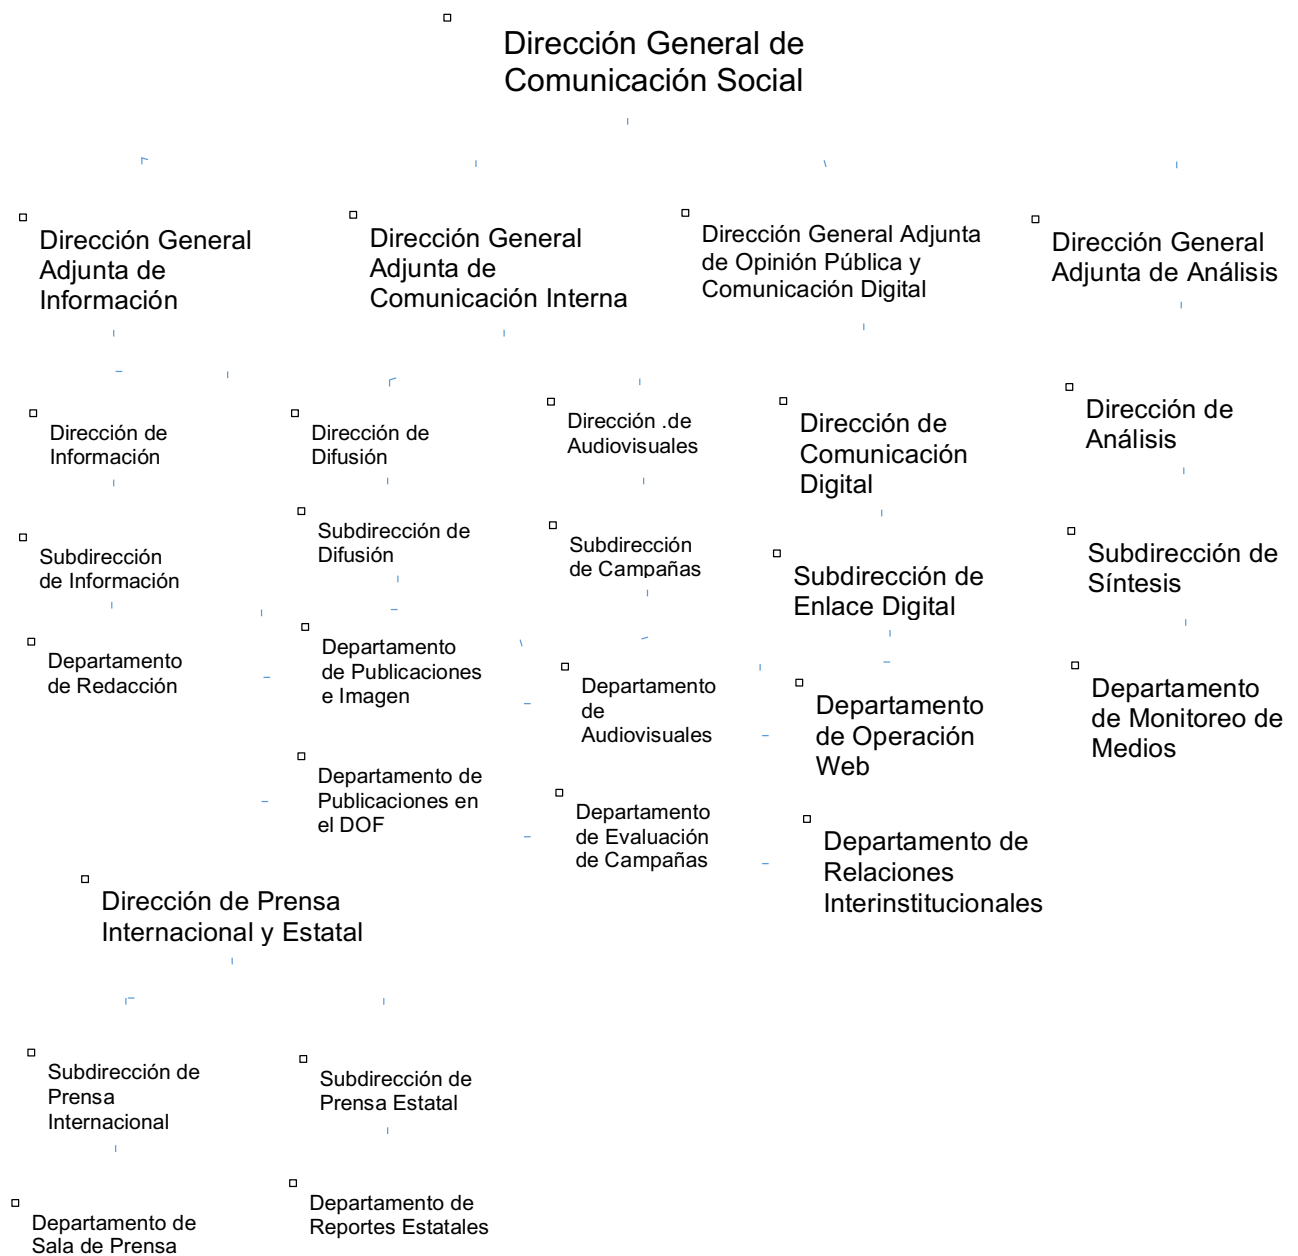 Dirección General de
Comunicación Social
Dirección General
Adjunta de
Información
Dirección General
Adjunta de
Comunicación Interna
Dirección General Adjunta
de Opinión Pública y
Comunicación Digital
Dirección General
Adjunta de Análisis
Dirección de
Información
Dirección de
Difusión
Dirección .de
Audiovisuales
Dirección de
Comunicación
Digital
Dirección de
Análisis
Subdirección
de Información
Subdirección de
Difusión
Subdirección
de Campañas
Subdirección de
Enlace Digital
Subdirección de
Síntesis
Departamento
de Redacción
Departamento
de Publicaciones
e Imagen
Departamento
de
Audiovisuales
Departamento
de Operación
Web
Departamento
de Monitoreo de
Medios
Departamento de
Publicaciones en
el DOF
Departamento
de Evaluación
de Campañas
Departamento de
Relaciones
Interinstitucionales
Dirección de Prensa
Internacional y Estatal
Subdirección de
Prensa
Internacional
Subdirección de
Prensa Estatal
Departamento de
Sala de Prensa
Departamento de
Reportes Estatales